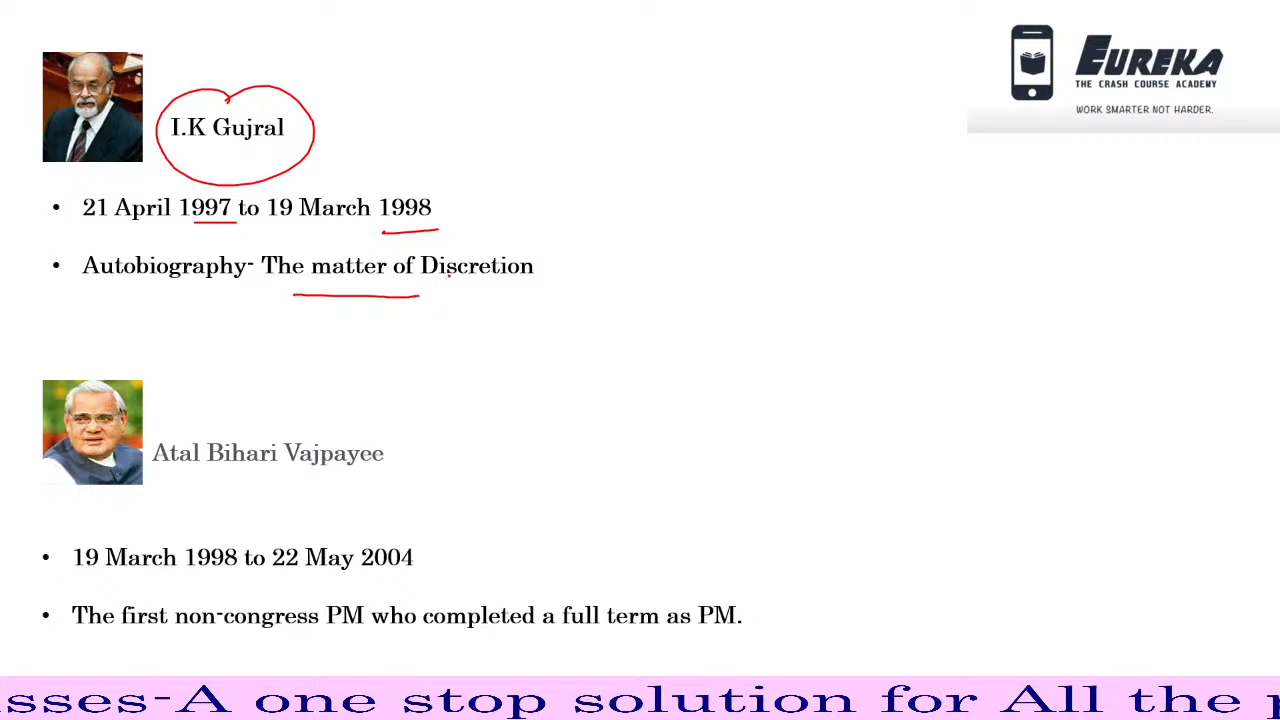 EUREKA
THE CRASH COURSE ACADEMY
WORK SMARTER NOT HARDER.
I.K Gujral
• 21 April 1997 to 19 March 1998
• Autobiography- The matter of Discretion
Atal Bihari Vajpayee
• 19 March 1998 to 22 May 2004
• The first non-congress PM who completed a full term as PM.
sses-A one stop solution for All the